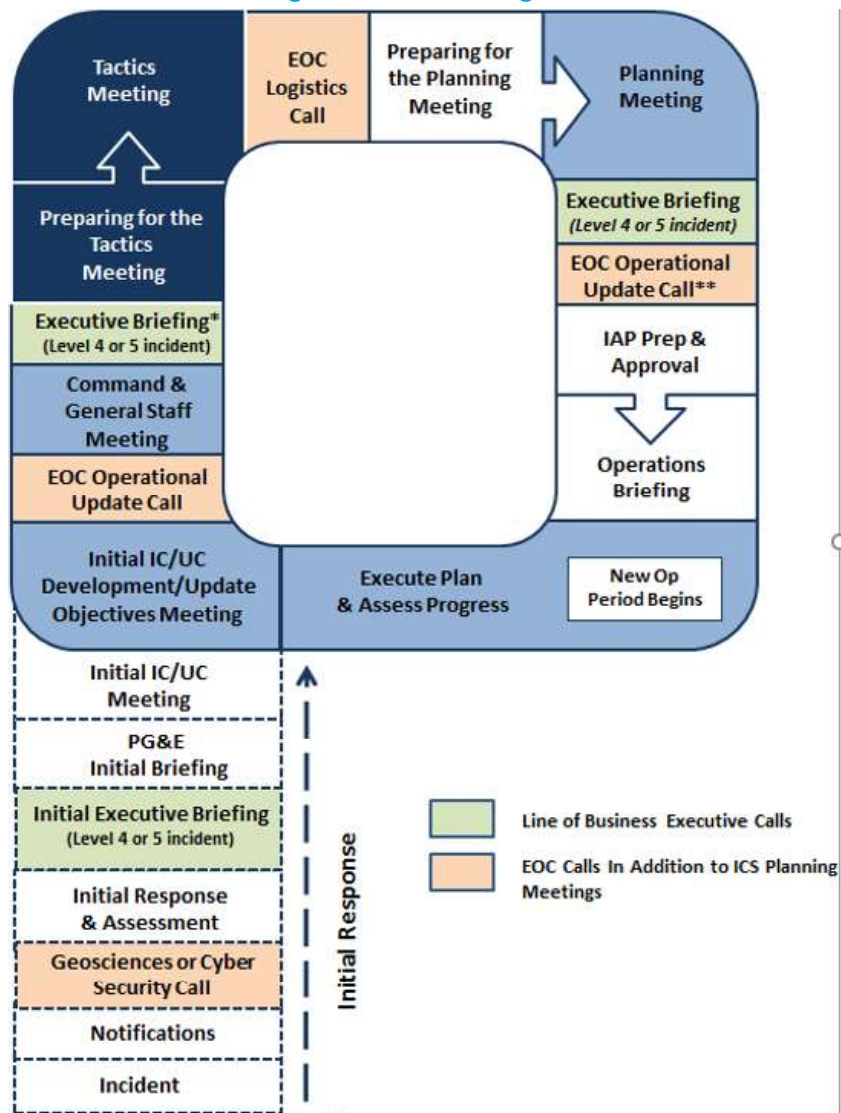 Tactics
Meeting
EOC
Logistics
Call
Preparing for
the Planning
Meeting
Planning
Meeting
Preparing for the
Tactics
Meeting
Executive Briefing
(Level 4 or 5 incident)
EOC Operational
Update Call**
IAP Prep &
Approval
Operations
Briefing
Executive Briefing*
(Level 4 or 5 incident)
Command &
General Staff
Meeting
EOC Operational
Update Call
Initial IC/UC
Development/Update
Objectives Meeting
Execute Plan
& Assess Progress
New Op
Period Begins
Initial IC/UC
Meeting
PG&E
Initial Briefing
Initial Executive Briefing
(Level 4 or 5 incident)
Initial Response
& Assessment
Geosciences or Cyber
Security Call
Notifications
Incident
Initial Response
Line of Business Executive Calls
EOC Calls In Addition to ICS Planning
Meetings